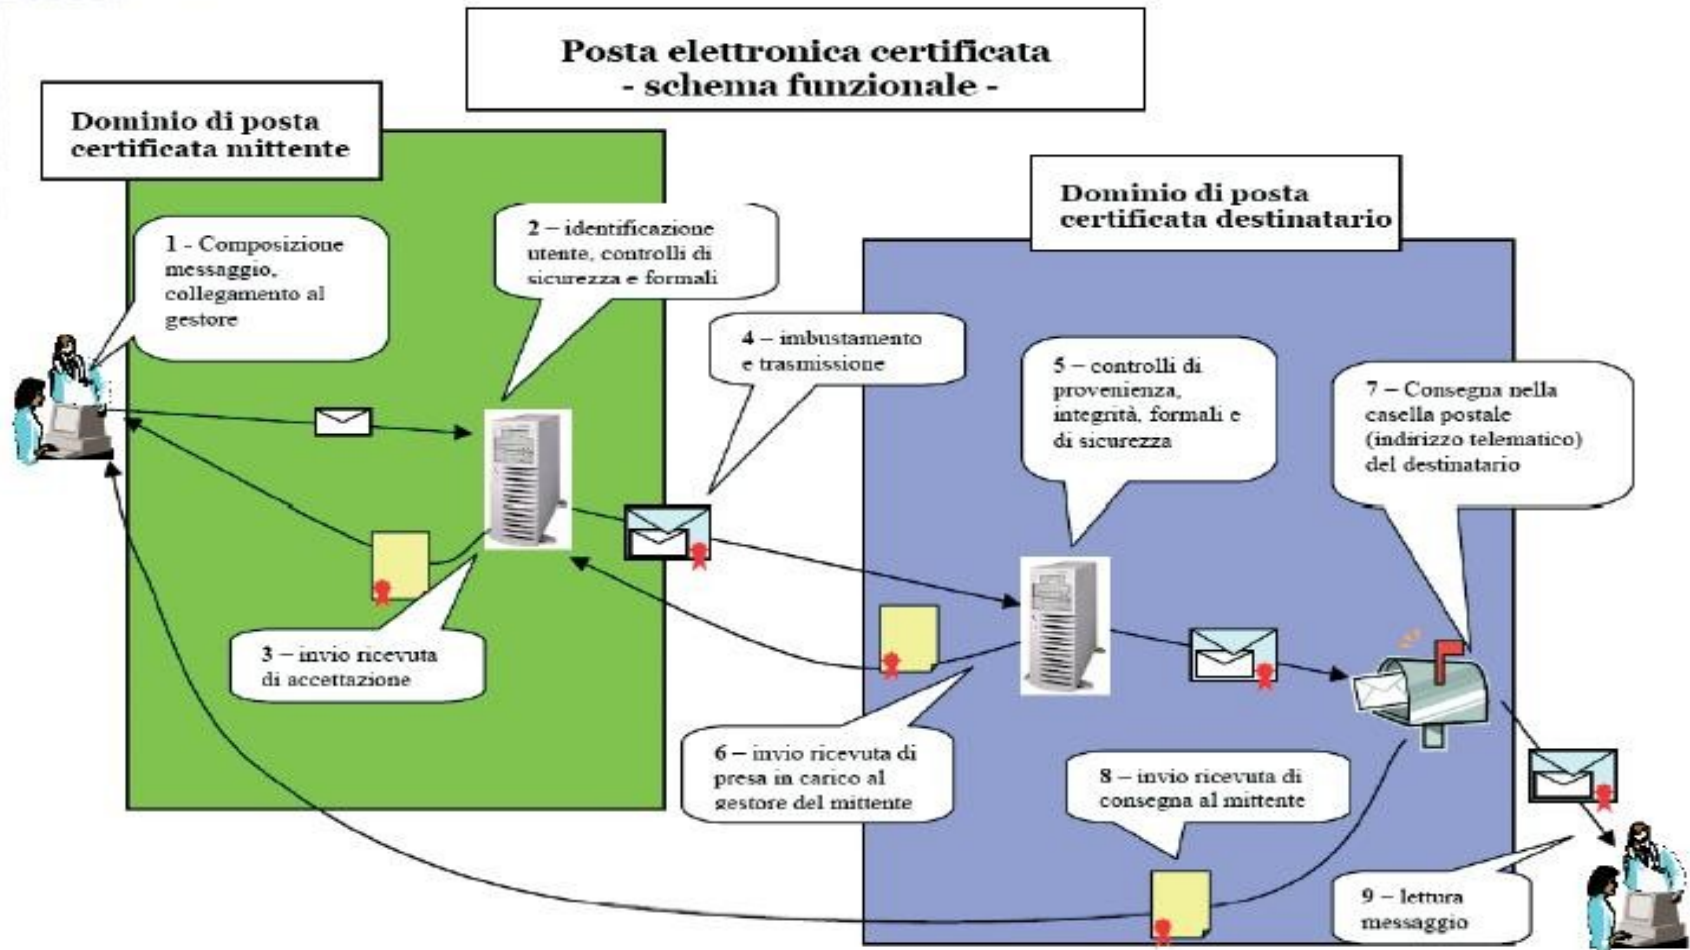 Posta elettronica certificata
- schema funzionale -
Dominio di posta
certificata mittente
Dominio di posta
certificata destinatario
1 - Composizione
messaggio,
collegamento al
gestore
2 – identificazione
utente, controlli di
sicurezza e formali
3 – invio ricevuta
di accettazione
4 – imbustamento
e trasmissione
5 – controlli di
provenienza,
integrità, formali e
di sicurezza
6 – invio ricevuta di
presa in carico al
gestore del mittente
7 – Consegna nella
casella postale
(indirizzo telematico)
del destinatario
8 – invio ricevuta di
consegna al mittente
9 – lettura
messaggio